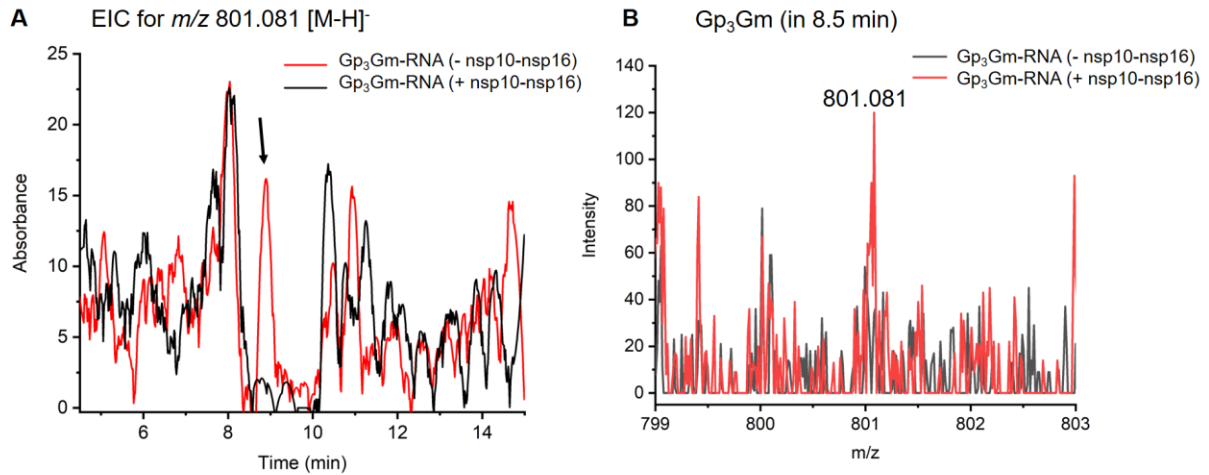 A
EIC for m/z 801.081 [M-H]⁻
Gp₃Gm-RNA (- nsp10-nsp16)
Gp₃Gm-RNA (+ nsp10-nsp16)
25
20
15
10
5
0
Absorbance
6 8 10 12 14
Time (min)
B
Gp₃Gm (in 8.5 min)
Gp₃Gm-RNA (- nsp10-nsp16)
Gp₃Gm-RNA (+ nsp10-nsp16)
801.081
140
120
100
80
60
40
20
0
Intensity
799 800 801 802 803
m/z